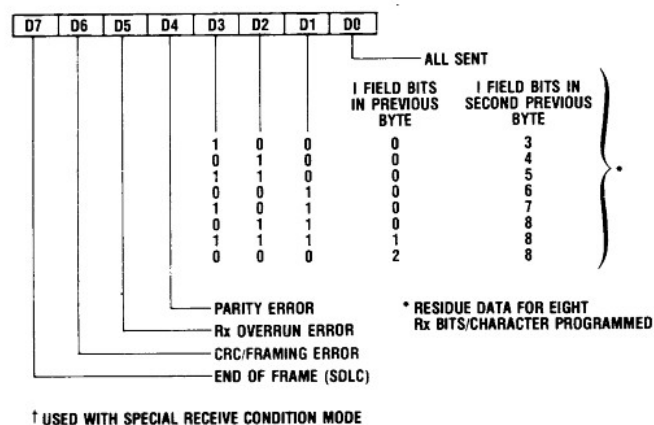 D7 D6 D5 D4 D3 D2 D1 D0
ALL SENT
I FIELD BITS IN PREVIOUS BYTE
I FIELD BITS IN SECOND PREVIOUS BYTE
1 0 0 0 3
0 1 0 0 4
1 1 0 0 5
0 0 1 0 6
1 0 1 0 7
0 1 1 0 8
1 1 1 1 8
0 0 0 2 8
*
PARITY ERROR
Rx OVERRUN ERROR
CRC/FRAMING ERROR
END OF FRAME (SDLC)
* RESIDUE DATA FOR EIGHT
Rx BITS/CHARACTER PROGRAMMED
† USED WITH SPECIAL RECEIVE CONDITION MODE